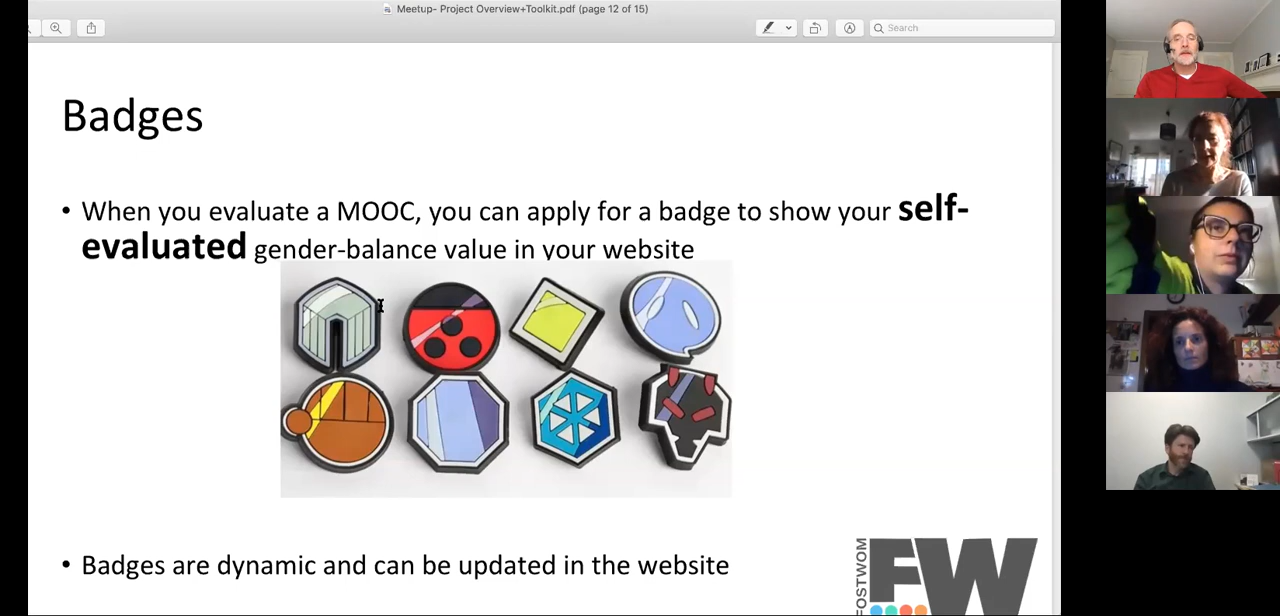 Meetup- Project Overview+Toolkit.pdf (page 12 of 15)
Search
Badges
• When you evaluate a MOOC, you can apply for a badge to show your self-
evaluated gender-balance value in your website
• Badges are dynamic and can be updated in the website
FOSTWOM
FW